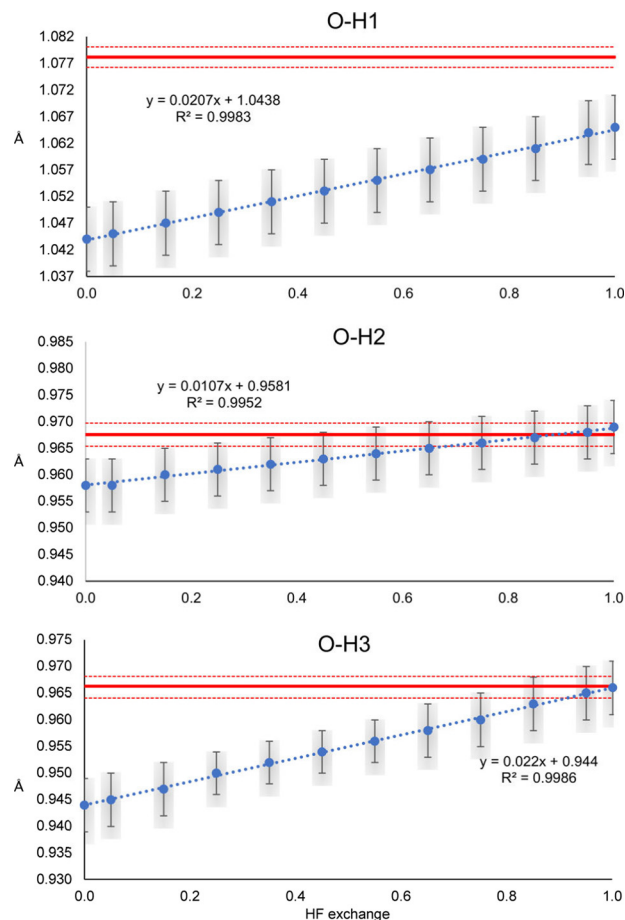 O-H1
1.082
1.077
1.072
1.067
1.062
1.057
1.052
1.047
1.042
1.037
Å
y = 0.0207x + 1.0438
R² = 0.9983
0.0 0.2 0.4 0.6 0.8 1.0
O-H2
0.985
0.980
0.975
0.970
0.965
0.960
0.955
0.950
0.945
0.940
Å
y = 0.0107x + 0.9581
R² = 0.9952
0.0 0.2 0.4 0.6 0.8 1.0
O-H3
0.975
0.970
0.965
0.960
0.955
0.950
0.945
0.940
0.935
0.930
Å
y = 0.022x + 0.944
R² = 0.9986
0.0 0.2 0.4 0.6 0.8 1.0
HF exchange